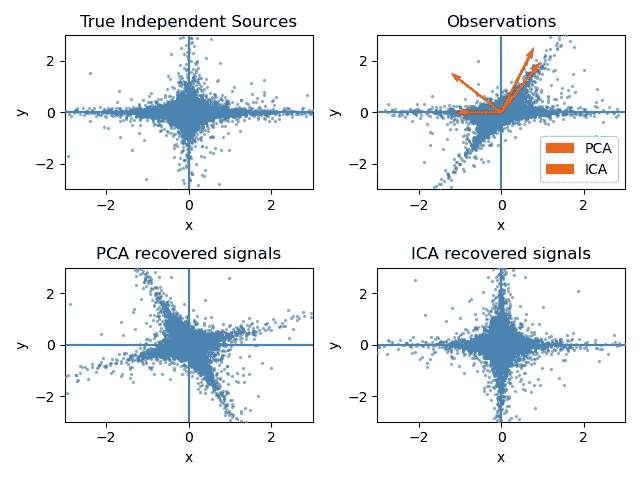 True Independent Sources
y
2
0
−2
−2
0
2
x
Observations
y
2
0
−2
PCA
ICA
−2
0
2
x
PCA recovered signals
y
2
0
−2
−2
0
2
x
ICA recovered signals
y
2
0
−2
−2
0
2
x